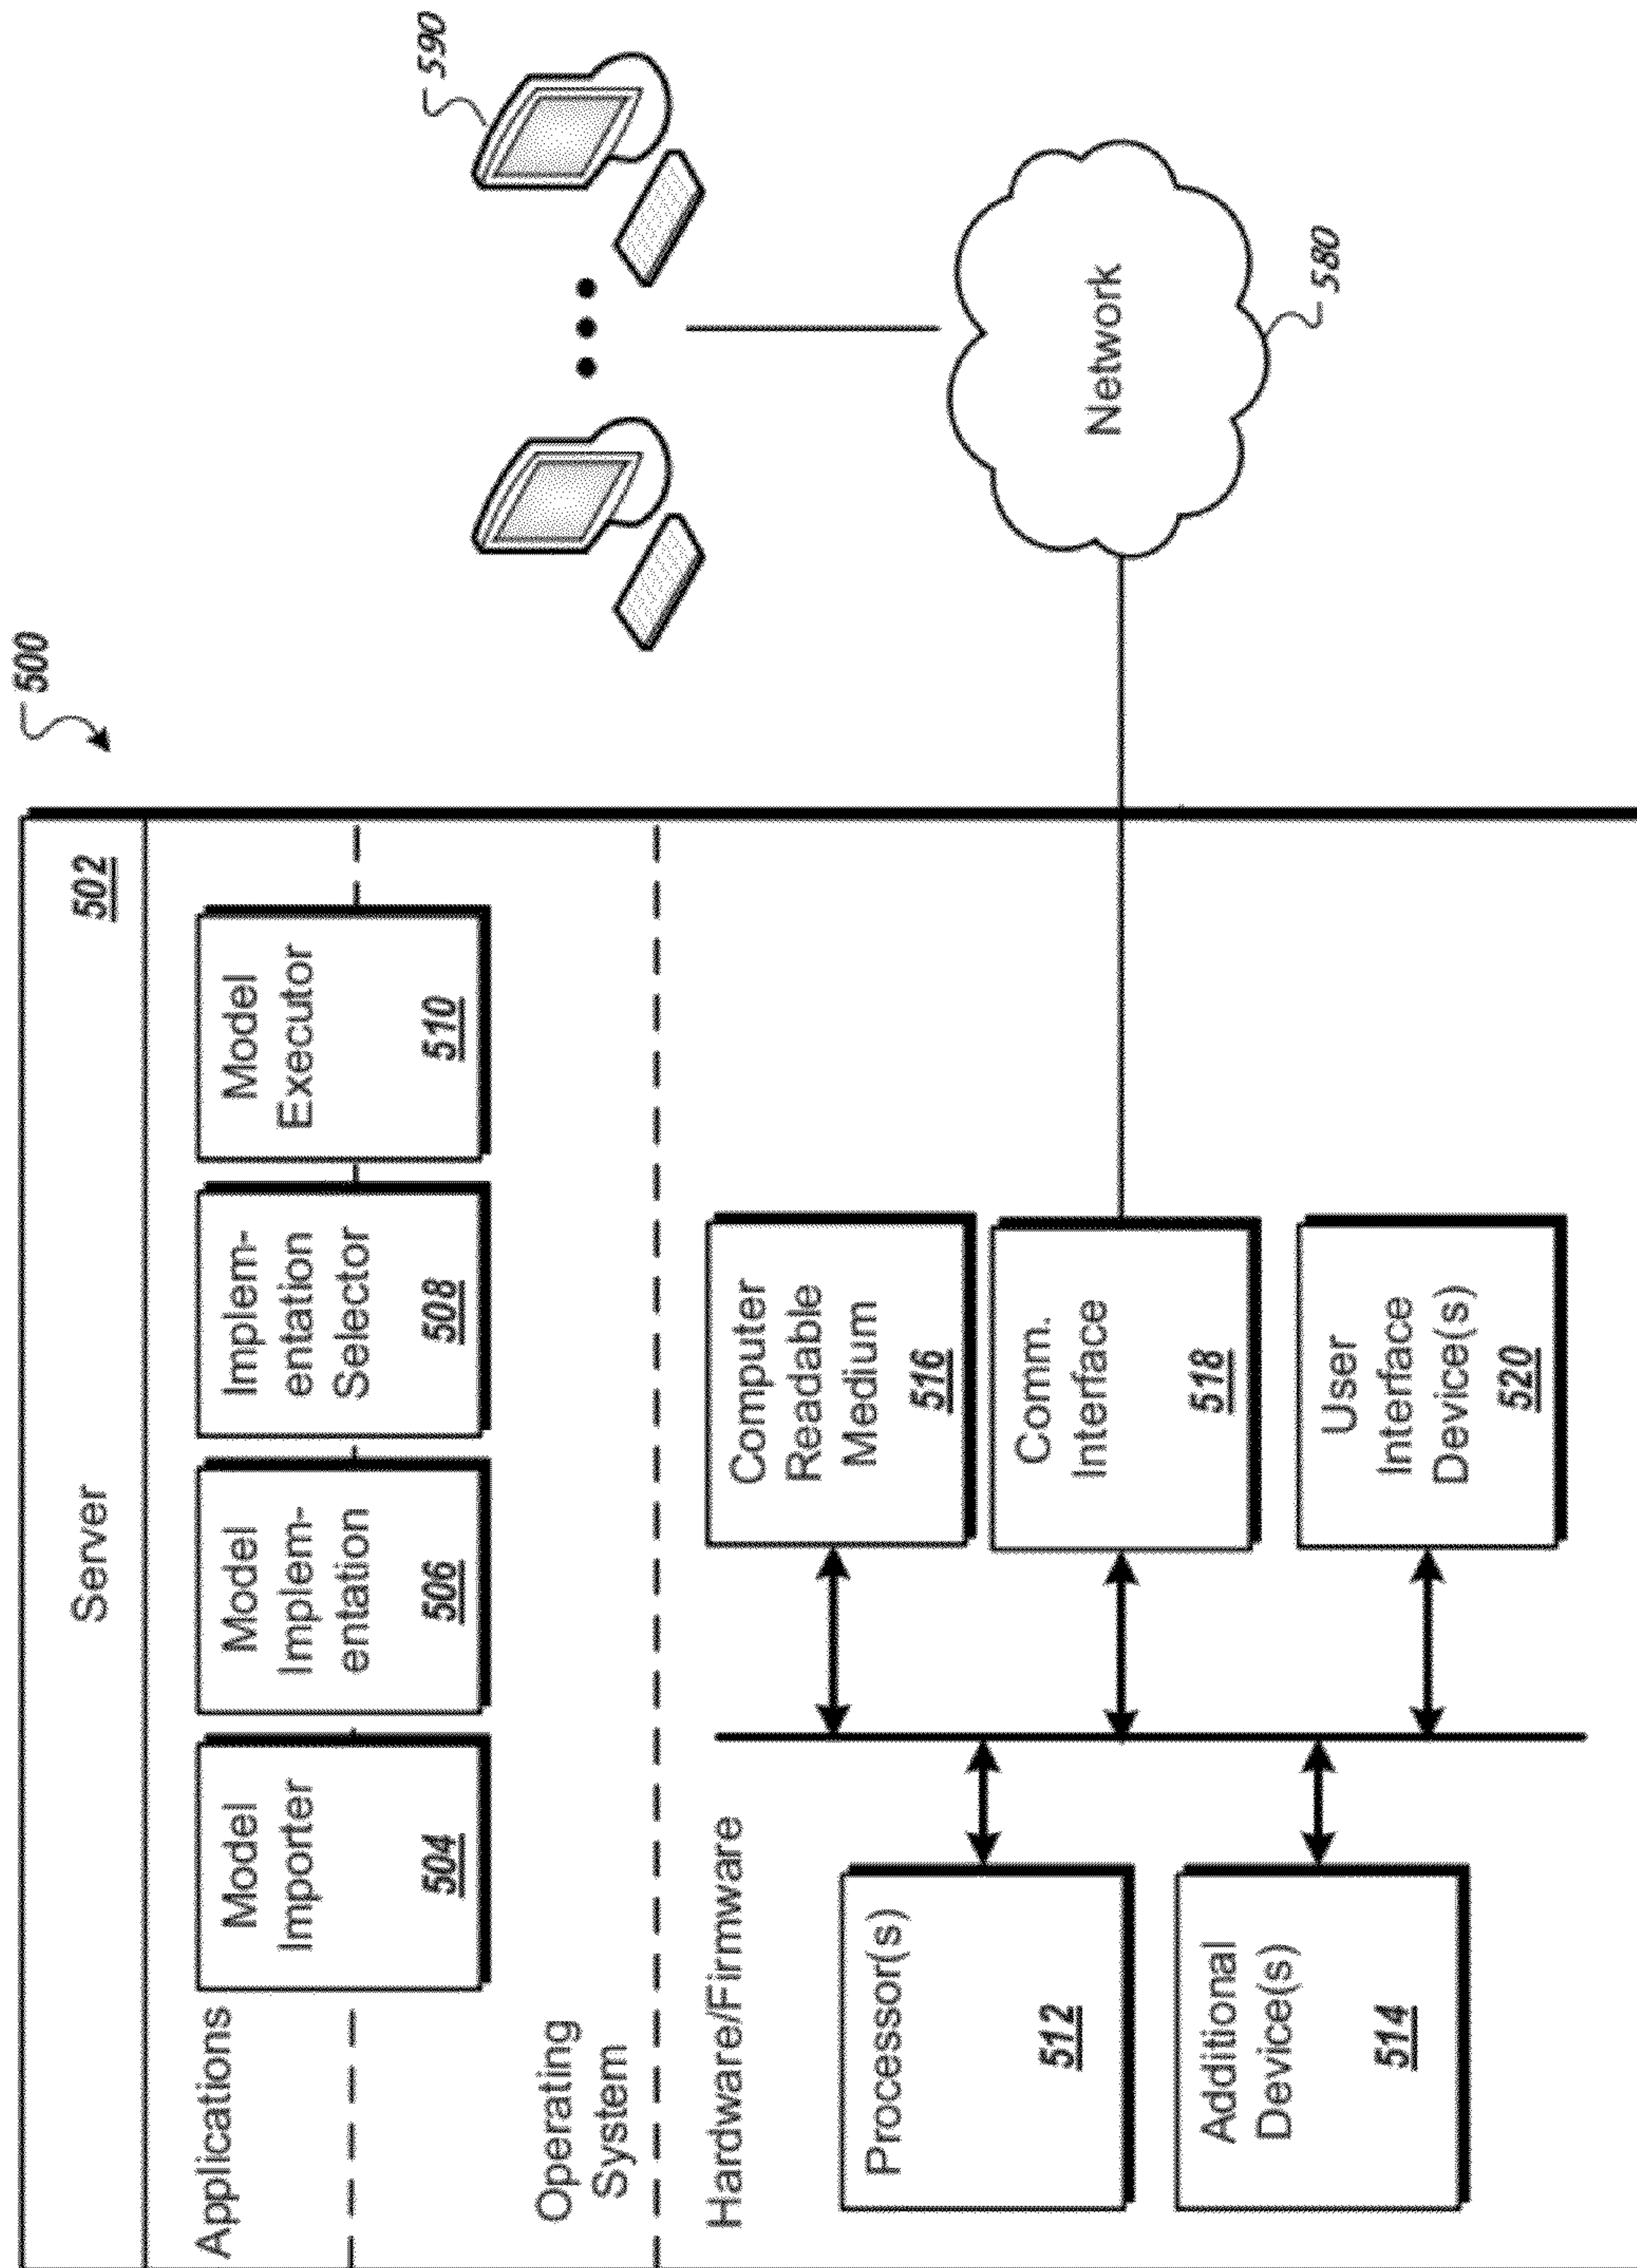 500
Server
502
Applications
Model
Importer
504
Model
Implem-
entation
506
Implem-
entation
Selector
508
Model
Executor
510
Operating
System
Hardware/Firmware
Processor(s)
512
Additional
Device(s)
514
Computer
Readable
Medium
516
Comm.
Interface
518
User
Interface
Device(s)
520
590
Network
580